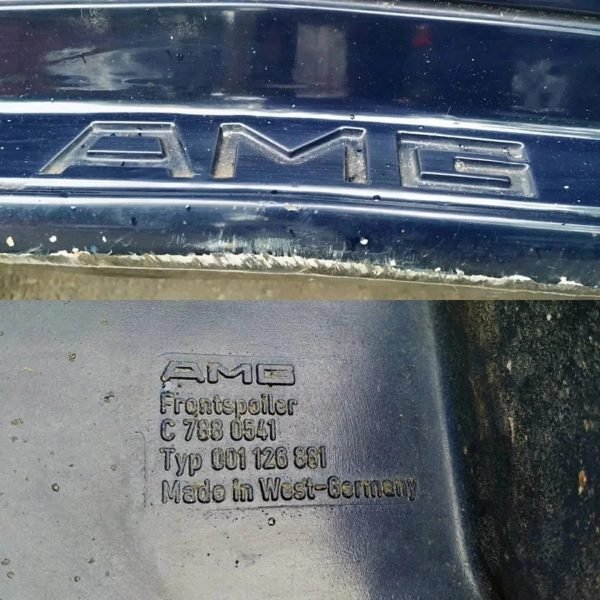 AMG
AMG
Frontspoiler
C 788 0541
Typ 001 126 881
Made in West-Germany